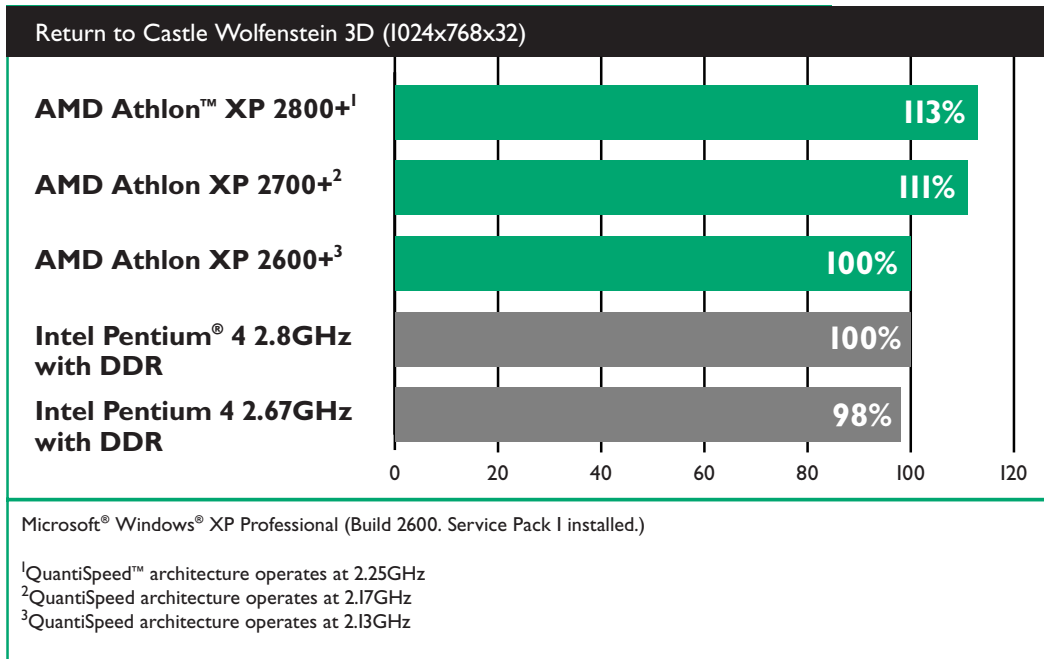 Return to Castle Wolfenstein 3D (1024x768x32)
AMD Athlon™ XP 2800+¹
113%
AMD Athlon XP 2700+²
111%
AMD Athlon XP 2600+³
100%
Intel Pentium® 4 2.8GHz
with DDR
100%
Intel Pentium 4 2.67GHz
with DDR
98%
0 20 40 60 80 100 120
Microsoft® Windows® XP Professional (Build 2600. Service Pack 1 installed.)
¹QuantiSpeed™ architecture operates at 2.25GHz
²QuantiSpeed architecture operates at 2.17GHz
³QuantiSpeed architecture operates at 2.13GHz